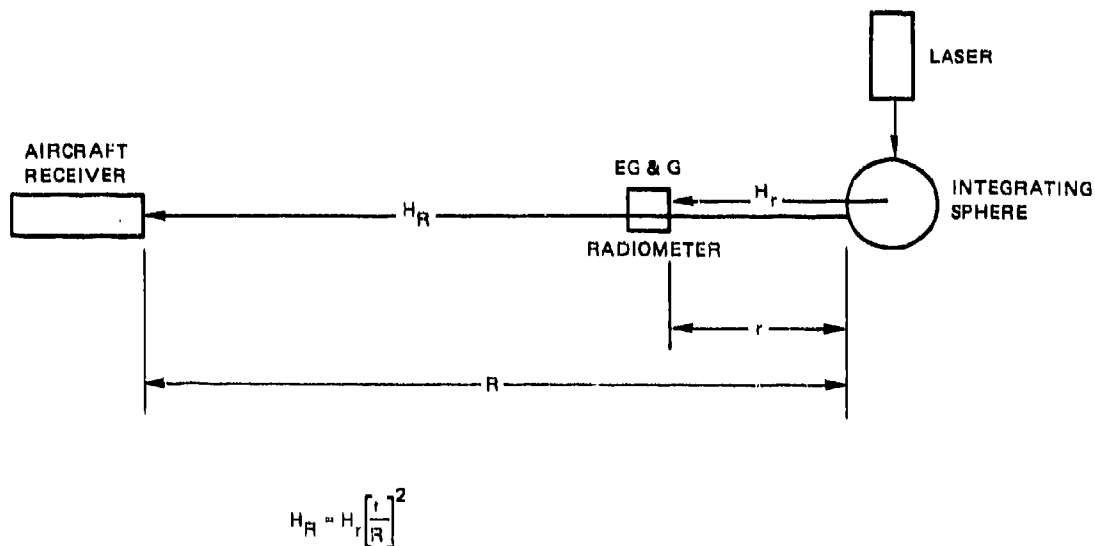 LASER
AIRCRAFT
RECEIVER
EG & G
H_r
INTEGRATING
SPHERE
H_R
RADIOMETER
r
R
H_R = H_r [r/R]^2